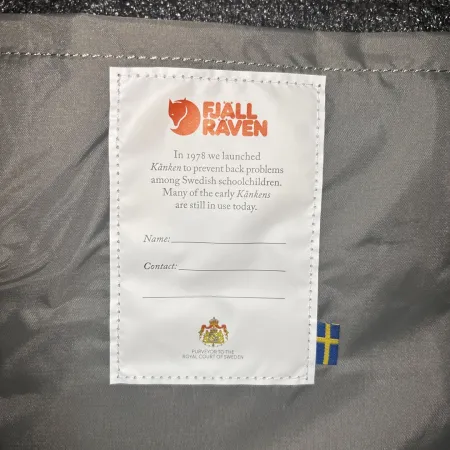 FJÄLL
RÄVEN
In 1978 we launched
Kånken to prevent back problems
among Swedish schoolchildren.
Many of the early Kånkens
are still in use today.
Name:
Contact:
PURVEYOR TO THE
ROYAL COURT OF SWEDEN